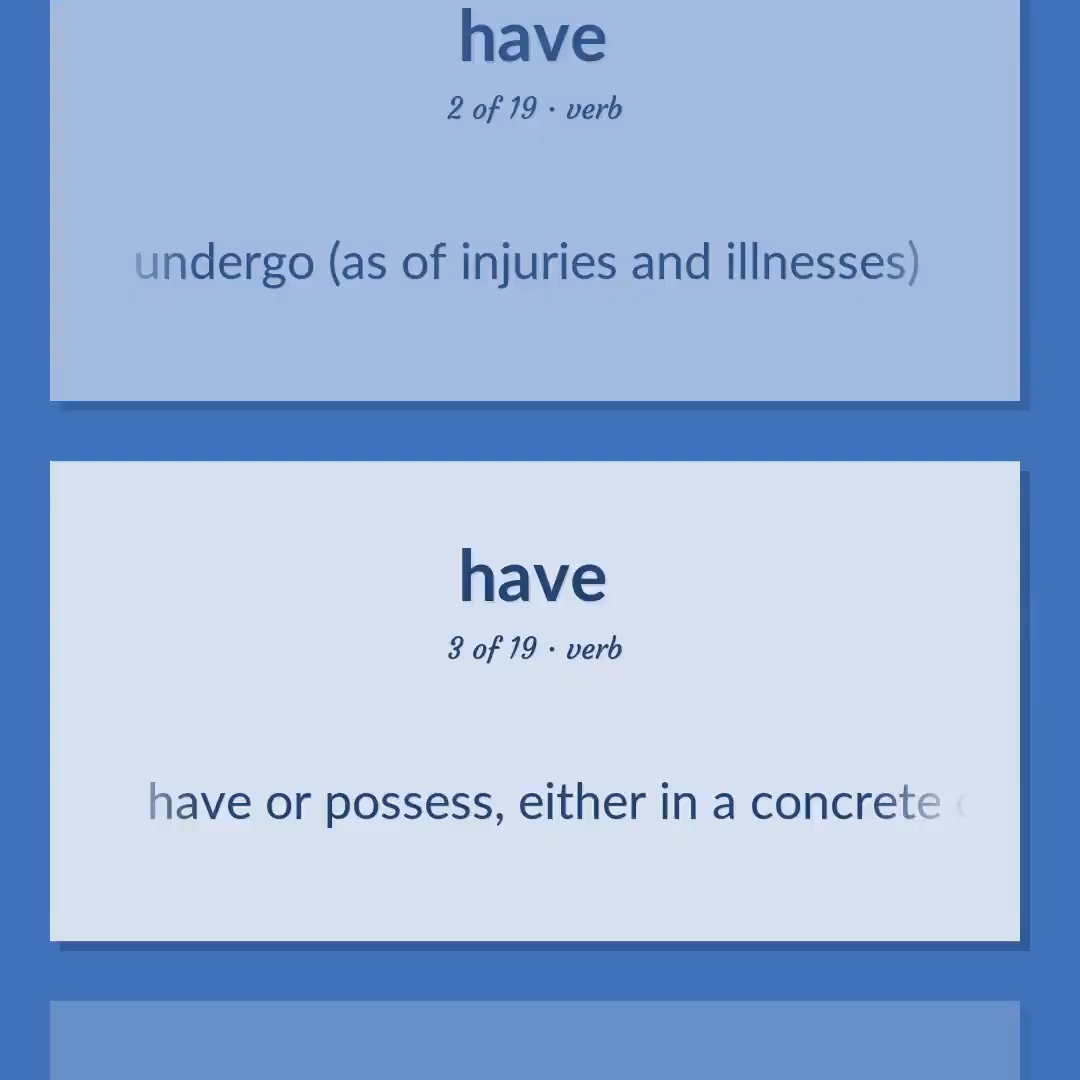 have
2 of 19 · verb
undergo (as of injuries and illnesses)
have
3 of 19 · verb
have or possess, either in a concrete